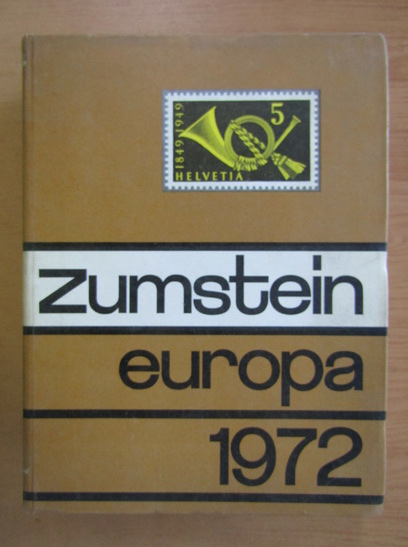 1849-1949
5
HELVETIA
zumstein
europa
1972